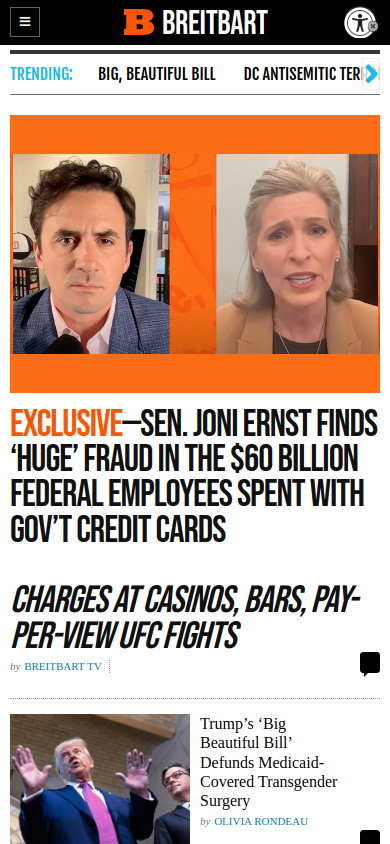 BREITBART
TRENDING:
BIG, BEAUTIFUL BILL
DC ANTISEMITIC
EXCLUSIVE—SEN. JONI ERNST FINDS
‘HUGE’ FRAUD IN THE $60 BILLION
FEDERAL EMPLOYEES SPENT WITH
GOV’T CREDIT CARDS
CHARGES AT CASINOS, BARS, PAY-
PER-VIEW UFC FIGHTS
by BREITBART TV
Trump’s ‘Big
Beautiful Bill’
Defunds Medicaid-
Covered Transgender
Surgery
by OLIVIA RONDEAU